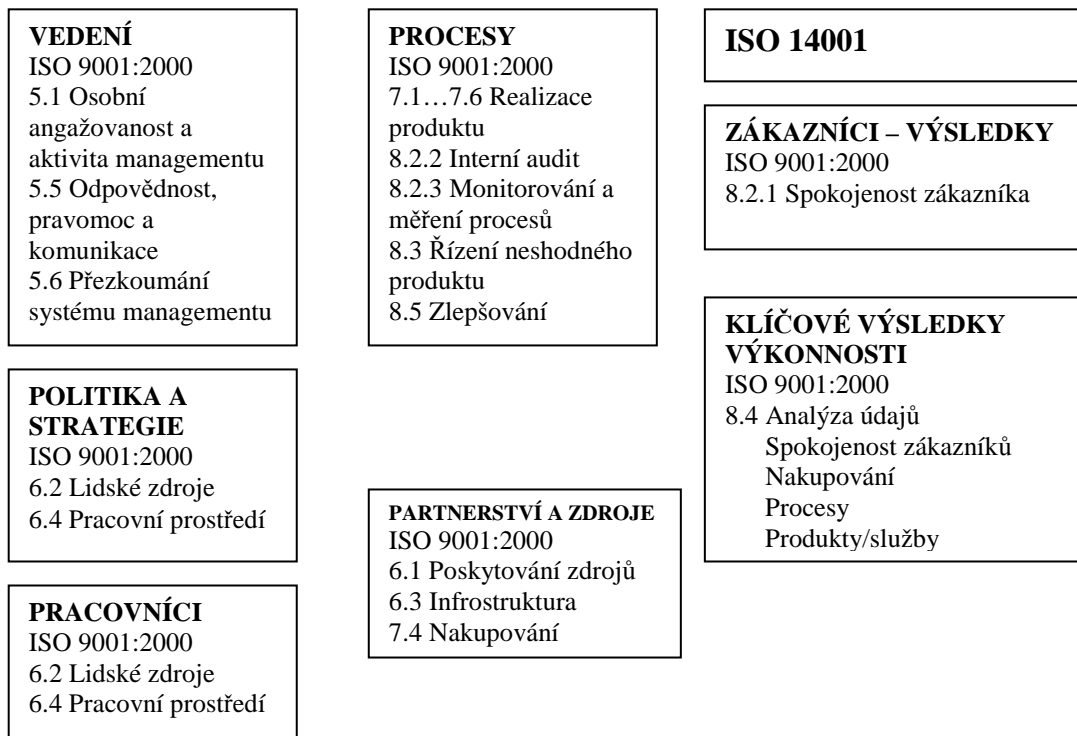 VEDENÍ
ISO 9001:2000
5.1 Osobní
angažovanost a
aktivita managementu
5.5 Odpovědnost,
pravomoc a
komunikace
5.6 Přezkoumání
systému managementu
POLITIKA A
STRATEGIE
ISO 9001:2000
6.2 Lidské zdroje
6.4 Pracovní prostředí
PRACOVNÍCI
ISO 9001:2000
6.2 Lidské zdroje
6.4 Pracovní prostředí
PROCESY
ISO 9001:2000
7.1…7.6 Realizace
produktu
8.2.2 Interní audit
8.2.3 Monitorování a
měření procesů
8.3 Řízení neshodného
produktu
8.5 Zlepšování
PARTNERSTVÍ A ZDROJE
ISO 9001:2000
6.1 Poskytování zdrojů
6.3 Infrostruktura
7.4 Nakupování
ISO 14001
ZÁKAZNÍCI – VÝSLEDKY
ISO 9001:2000
8.2.1 Spokojenost zákazníka
KLÍČOVÉ VÝSLEDKY
VÝKONNOSTI
ISO 9001:2000
8.4 Analýza údajů
Spokojenost zákazníků
Nakupování
Procesy
Produkty/služby